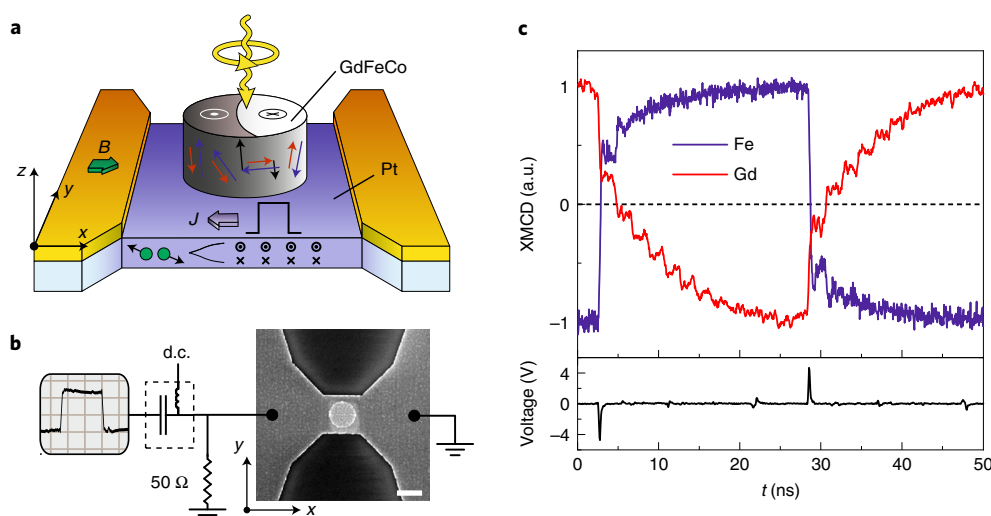 a
GdFeCo
B
Pt
z
y
x
J
b
d.c.
50 Ω
y
x
c
XMCD (a.u.)
1
0
–1
Fe
Gd
Voltage (V)
4
0
–4
0
10
20
30
40
50
t (ns)